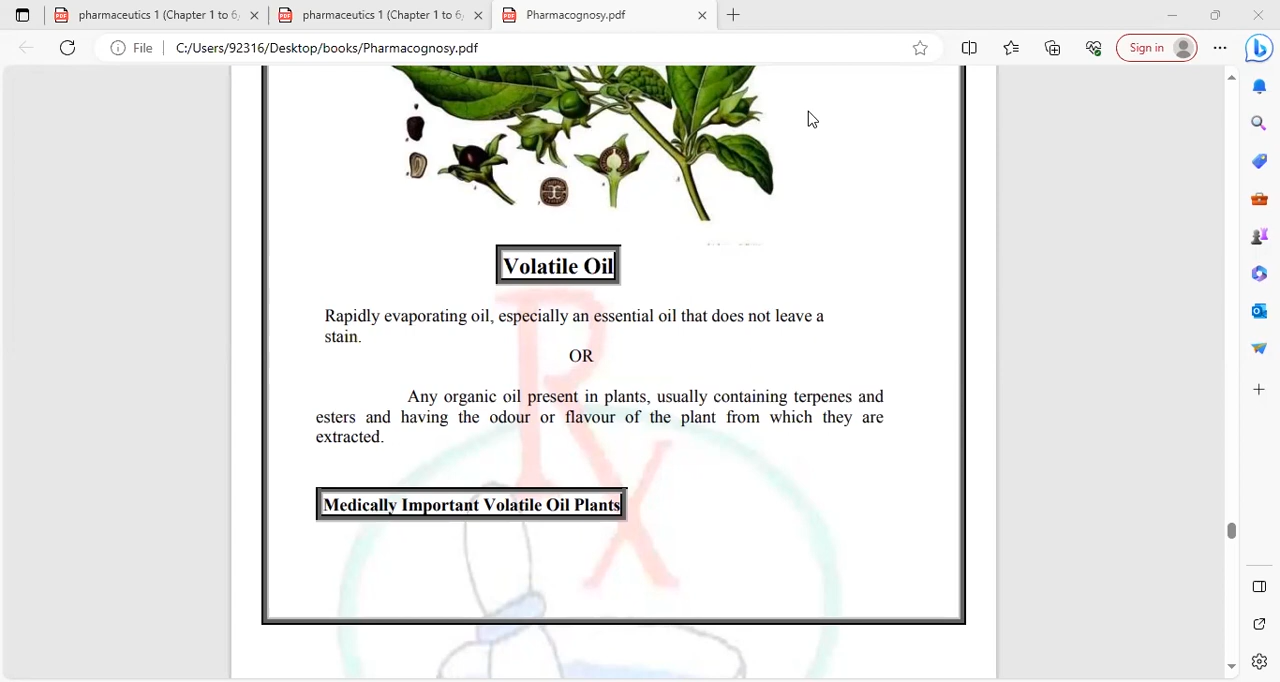 pharmaceutics 1 (Chapter 1 to 6,
pharmaceutics 1 (Chapter 1 to 6,
Pharmacognosy.pdf
File
C:/Users/92316/Desktop/books/Pharmacognosy.pdf
Sign in
Volatile Oil
Rapidly evaporating oil, especially an essential oil that does not leave a
stain.
OR
Any organic oil present in plants, usually containing terpenes and
esters and having the odour or flavour of the plant from which they are
extracted.
Medically Important Volatile Oil Plants
Rx